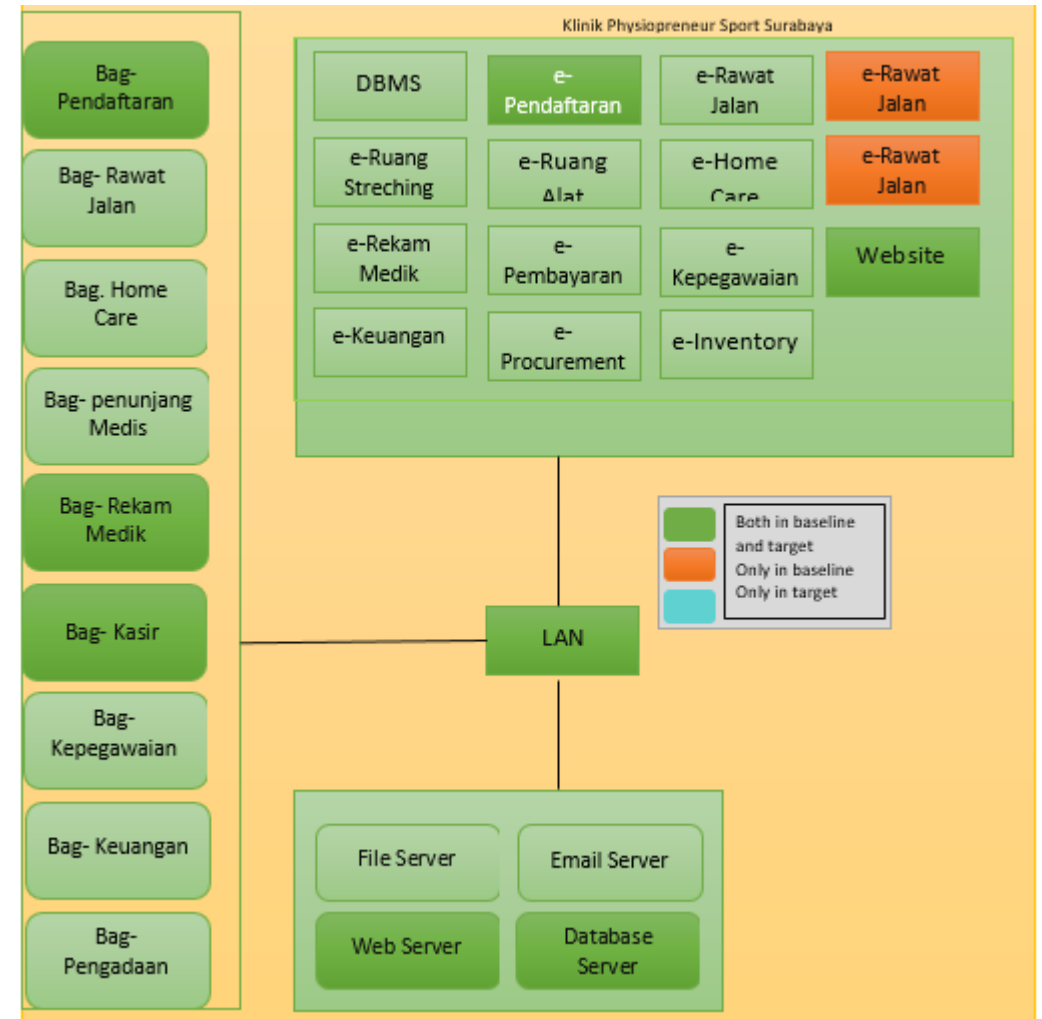 Klinik Physiopreneur Sport Surabaya
Bag-
Pendaftaran
Bag- Rawat
Jalan
Bag. Home
Care
Bag- penunjang
Medis
Bag- Rekam
Medik
Bag- Kasir
Bag-
Kepegawaian
Bag- Keuangan
Bag-
Pengadaan
DBMS
e-
Pendaftaran
e-Rawat
Jalan
e-Rawat
Jalan
e-Ruang
Streching
e-Ruang
Alat
e-Home
Care
e-Rawat
Jalan
e-Rekam
Medik
e-
Pembayaran
e-
Kepegawaian
Website
e-Keuangan
e-
Procurement
e-Inventory
Both in baseline
and target
Only in baseline
Only in target
LAN
File Server
Email Server
Web Server
Database
Server